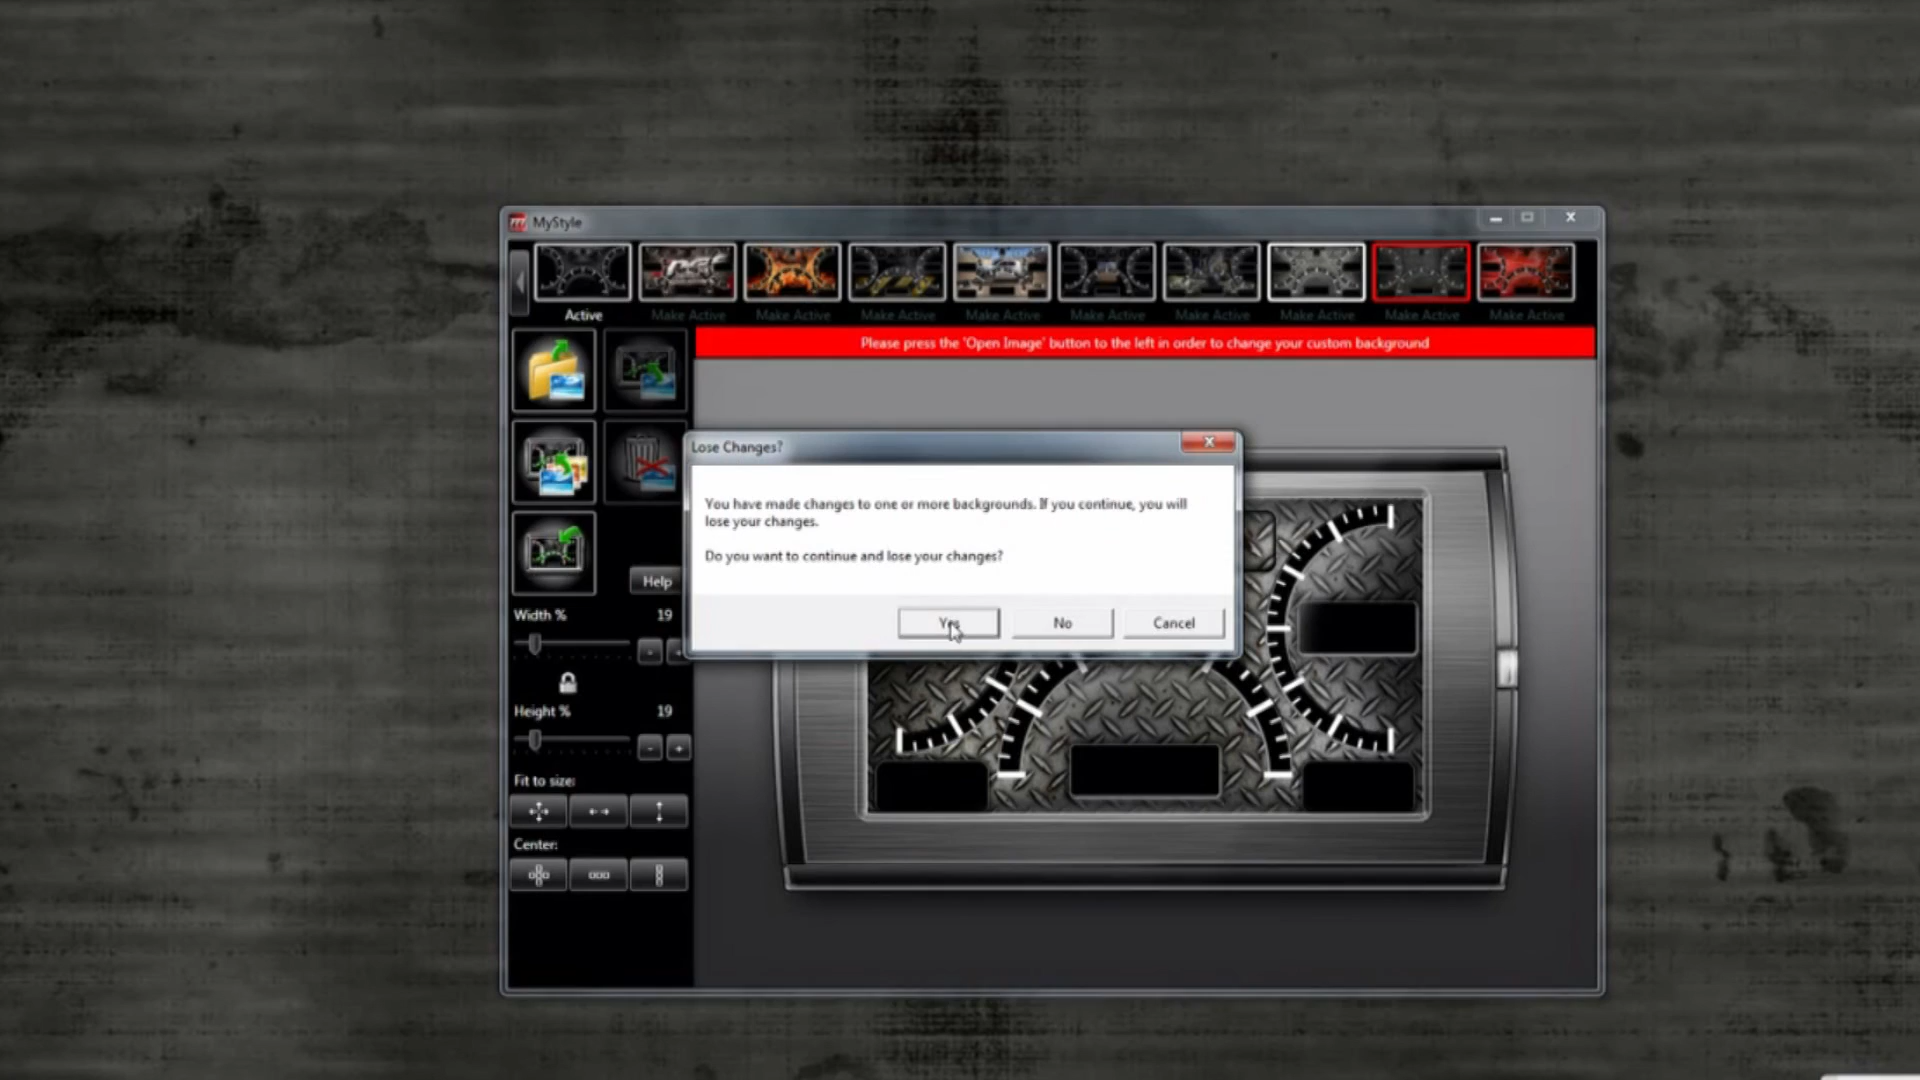 MyStyle
Active
Make Active
Make Active
Make Active
Make Active
Make Active
Make Active
Make Active
Make Active
Make Active
Please press the 'Open Image' button to the left in order to change your custom background
Lose Changes?
You have made changes to one or more backgrounds. If you continue, you will
lose your changes.
Do you want to continue and lose your changes?
Yes
No
Cancel
Help
Width %
19
Height %
19
Fit to size:
Center: